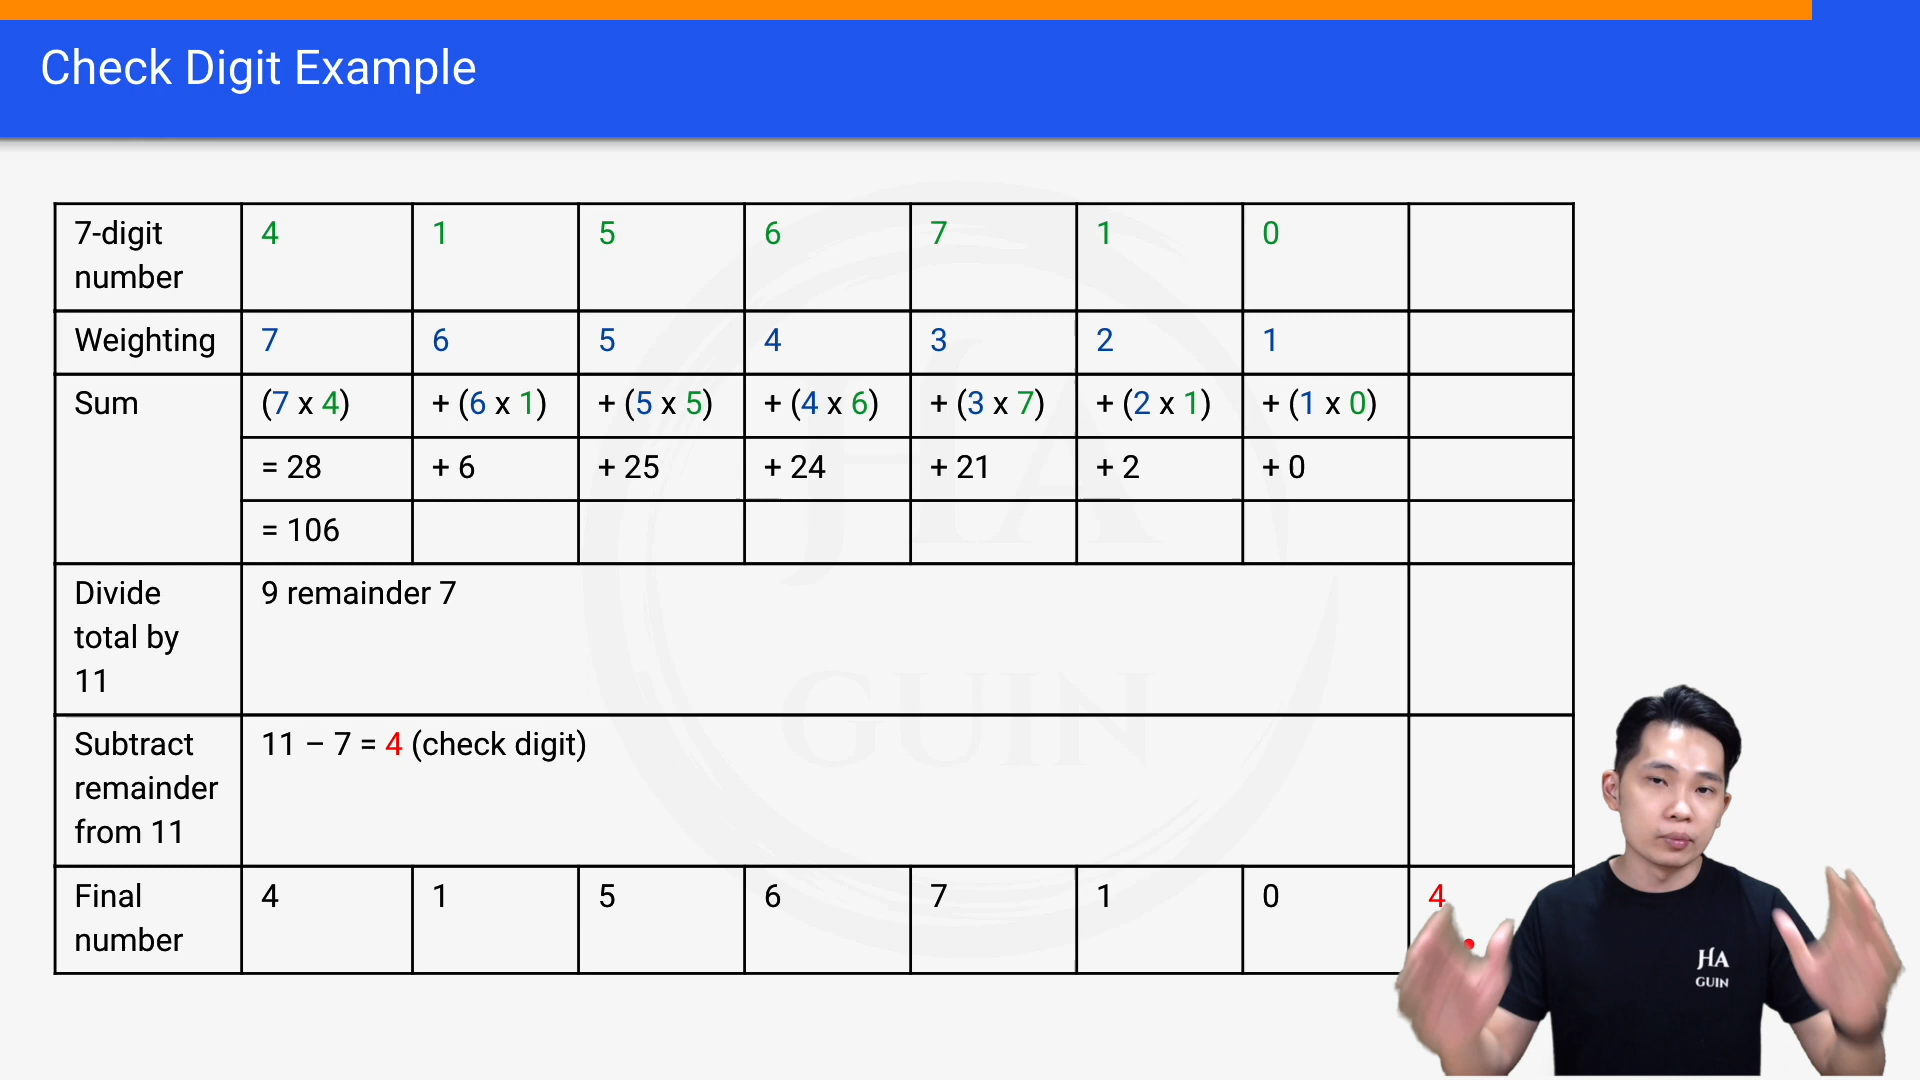 Check Digit Example
7-digit number 4 1 5 6 7 1 0
Weighting 7 6 5 4 3 2 1
Sum (7 x 4) + (6 x 1) + (5 x 5) + (4 x 6) + (3 x 7) + (2 x 1) + (1 x 0)
= 28 + 6 + 25 + 24 + 21 + 2 + 0
= 106
Divide total by 11 9 remainder 7
Subtract remainder from 11 11 – 7 = 4 (check digit)
Final number 4 1 5 6 7 1 0 4
HA
GUIN
HA
GUIN